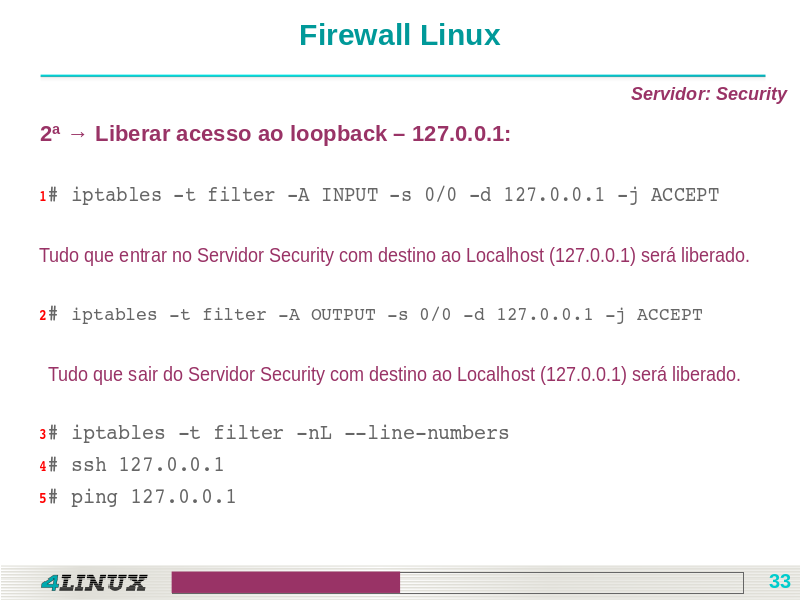 Firewall Linux
Servidor: Security
2ª → Liberar acesso ao loopback – 127.0.0.1:
1# iptables -t filter -A INPUT -s 0/0 -d 127.0.0.1 -j ACCEPT
Tudo que entrar no Servidor Security com destino ao Localhost (127.0.0.1) será liberado.
2# iptables -t filter -A OUTPUT -s 0/0 -d 127.0.0.1 -j ACCEPT
Tudo que sair do Servidor Security com destino ao Localhost (127.0.0.1) será liberado.
3# iptables -t filter -nL --line-numbers
4# ssh 127.0.0.1
5# ping 127.0.0.1
4LINUX
33